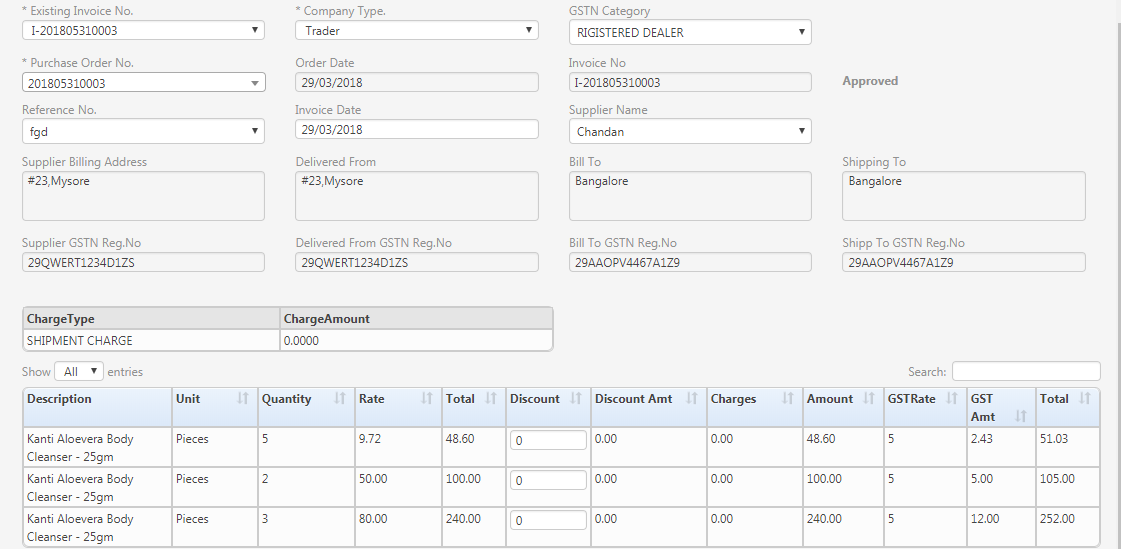 * Existing Invoice No. * Company Type. GSTN Category
I-201805310003 Trader RIGISTERED DEALER
* Purchase Order No. Order Date Invoice No
201805310003 29/03/2018 I-201805310003 Approved
Reference No. Invoice Date Supplier Name
fgd 29/03/2018 Chandan
Supplier Billing Address Delivered From Bill To Shipping To
#23,Mysore #23,Mysore Bangalore Bangalore
Supplier GSTN Reg.No Delivered From GSTN Reg.No Bill To GSTN Reg.No Shipp To GSTN Reg.No
29QWERT1234D1ZS 29QWERT1234D1ZS 29AAOPV4467A1Z9 29AAOPV4467A1Z9
ChargeType ChargeAmount
SHIPMENT CHARGE 0.0000
Show All entries Search:
Description Unit Quantity Rate Total Discount Discount Amt Charges Amount GSTRate GST Total
Amt
Kanti Aloevera Body Pieces 5 9.72 48.60 0 0.00 0.00 48.60 5 2.43 51.03
Cleanser - 25gm
Kanti Aloevera Body Pieces 2 50.00 100.00 0 0.00 0.00 100.00 5 5.00 105.00
Cleanser - 25gm
Kanti Aloevera Body Pieces 3 80.00 240.00 0 0.00 0.00 240.00 5 12.00 252.00
Cleanser - 25gm